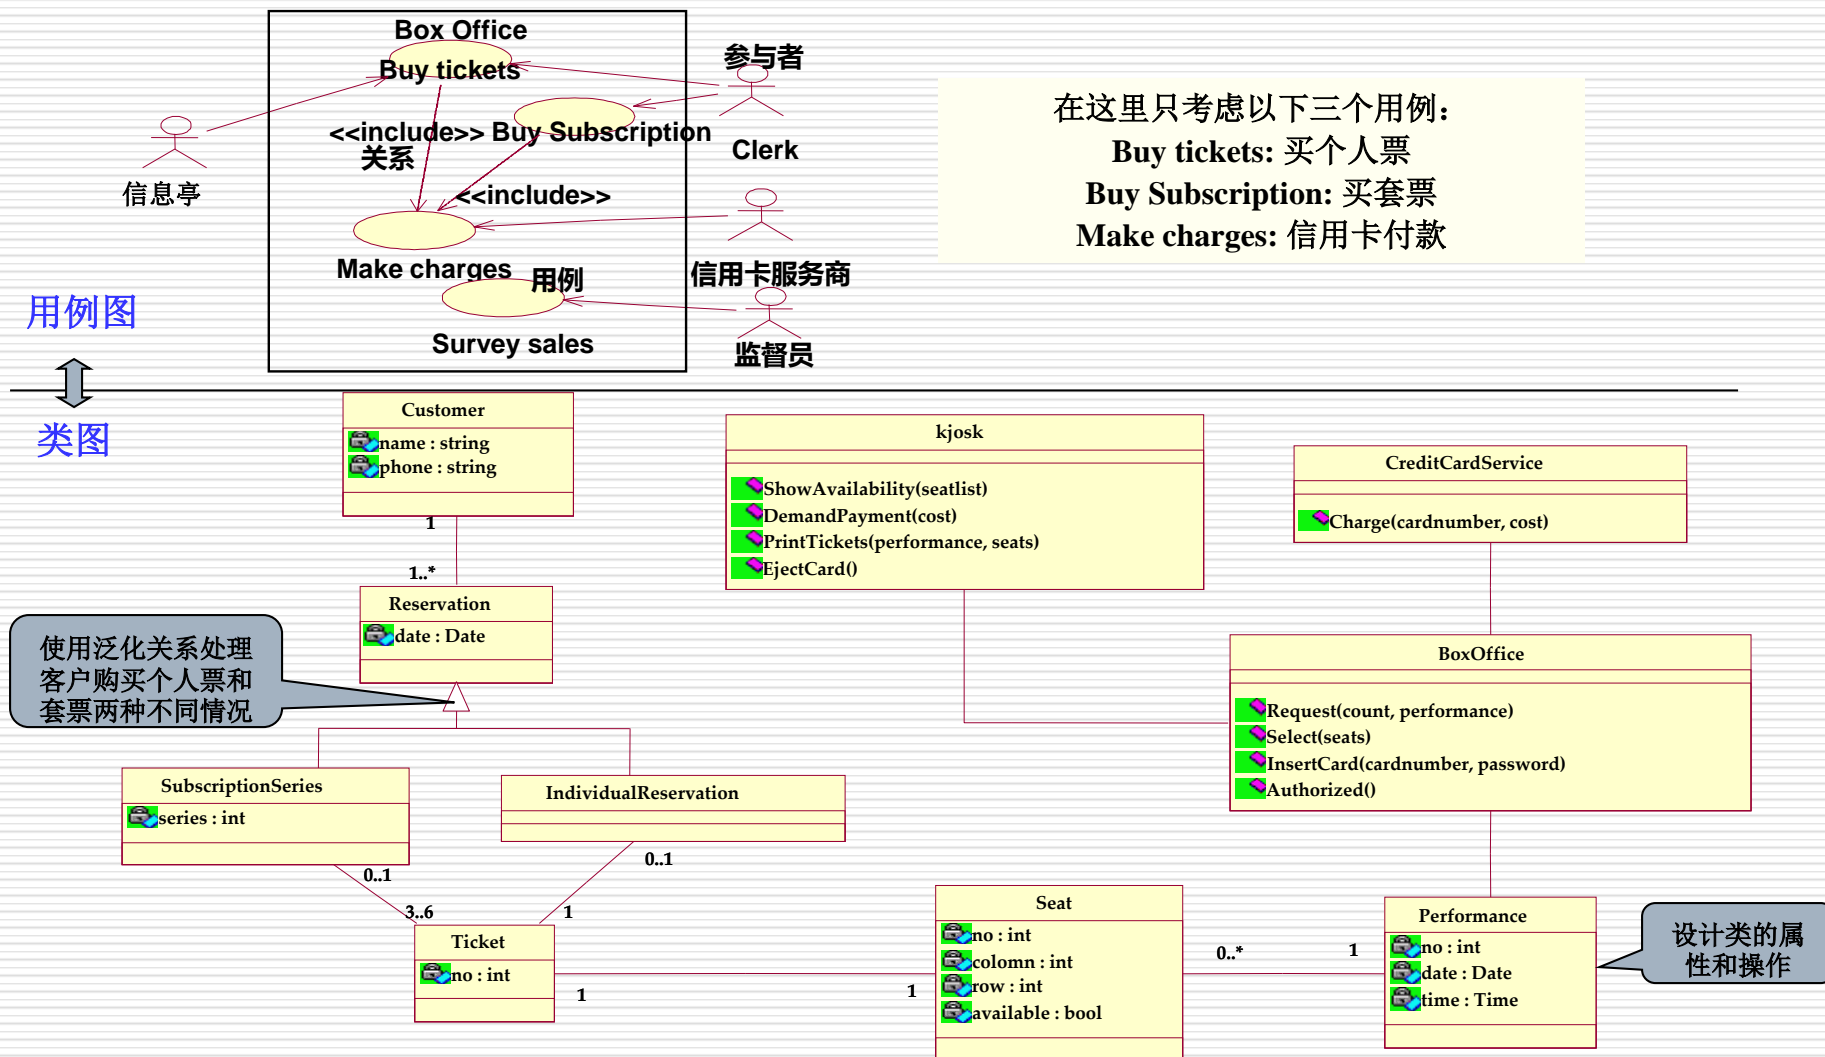 Box Office
Buy tickets
参与者
<<include>>
关系
Buy Subscription
Clerk
信息亭
<<include>>
Make charges
用例
信用卡服务商
Survey sales
监督员
在这里只考虑以下三个用例：
Buy tickets: 买个人票
Buy Subscription: 买套票
Make charges: 信用卡付款
用例图
类图
Customer
name : string
phone : string
1
1..*
Reservation
date : Date
使用泛化关系处理
客户购买个人票和
套票两种不同情况
kjosk
ShowAvailability(seatlist)
DemandPayment(cost)
PrintTickets(performance, seats)
EjectCard()
CreditCardService
Charge(cardnumber, cost)
BoxOffice
Request(count, performance)
Select(seats)
InsertCard(cardnumber, password)
Authorized()
SubscriptionSeries
series : int
IndividualReservation
0..1
0..1
3..6
1
Ticket
no : int
1
1
Seat
no : int
colomn : int
row : int
available : bool
0..*
1
Performance
no : int
date : Date
time : Time
设计类的属
性和操作